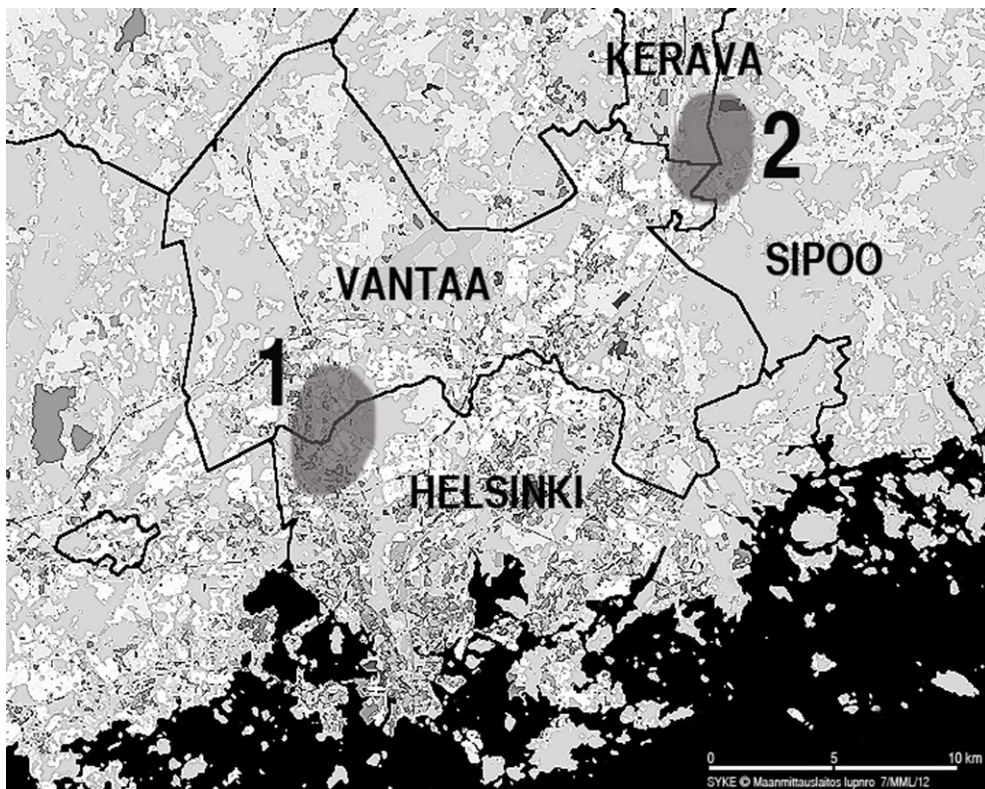 KERAVA
2
SIPOO
VANTAA
1
HELSINKI
0 5 10 km
SYKE © Maanmittauslaitos lupnro 7/MML/12